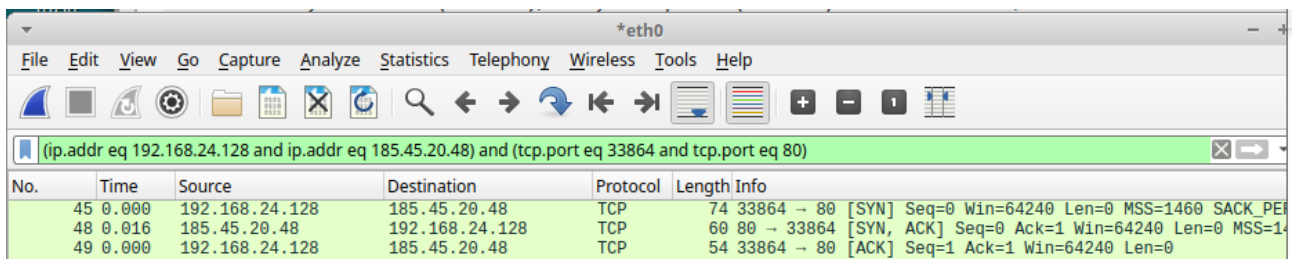 *eth0
File Edit View Go Capture Analyze Statistics Telephony Wireless Tools Help
(ip.addr eq 192.168.24.128 and ip.addr eq 185.45.20.48) and (tcp.port eq 33864 and tcp.port eq 80)
No. Time Source Destination Protocol Length Info
45 0.000 192.168.24.128 185.45.20.48 TCP 74 33864 → 80 [SYN] Seq=0 Win=64240 Len=0 MSS=1460
48 0.016 185.45.20.48 192.168.24.128 TCP 60 80 → 33864 [SYN, ACK] Seq=0 Ack=1 Win=64240 Len=0
49 0.000 192.168.24.128 185.45.20.48 TCP 54 33864 → 80 [ACK] Seq=1 Ack=1 Win=64240 Len=0